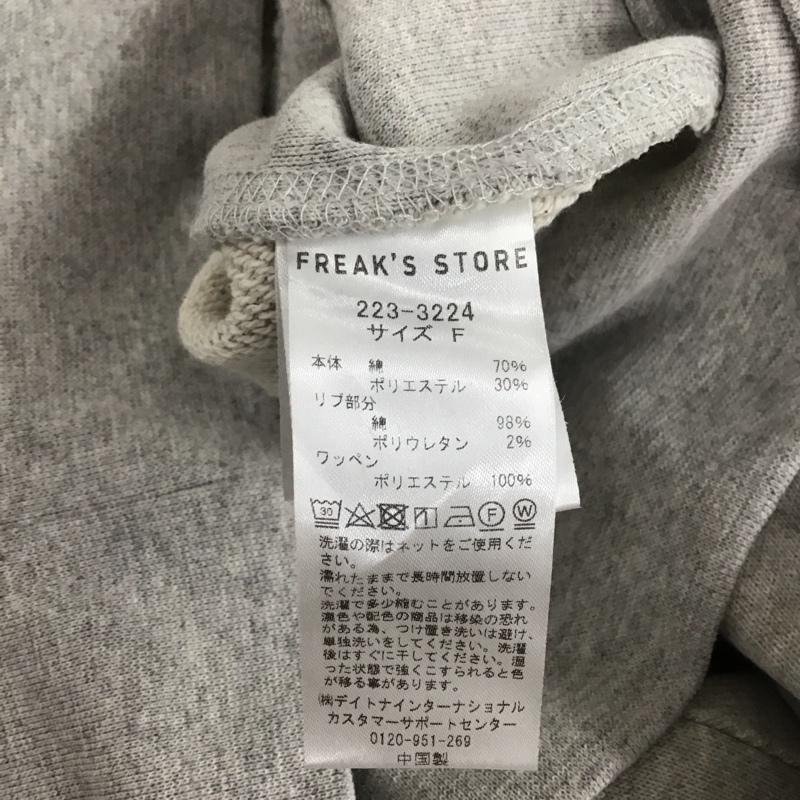 FREAK'S STORE
223-3224
サイズ F
本体 綿 70%
ポリエステル 30%
リブ部分
綿 98%
ポリウレタン 2%
ワッペン
ポリエステル 100%
30 F W
洗濯の際はネットをご使用くだ
さい。
濡れたままで長時間放置しない
でください。
洗濯で多少縮むことがあります。
濃色や配色の商品は移染の恐れ
がある為、つけ置き洗いは避け、
単独洗いをしてください。洗濯
後はすぐに干してください。湿
った状態で強くこすられると色
が移る事があります。
㈱デイトナインターナショナル
カスタマーサポートセンター
0120-951-269
中国製